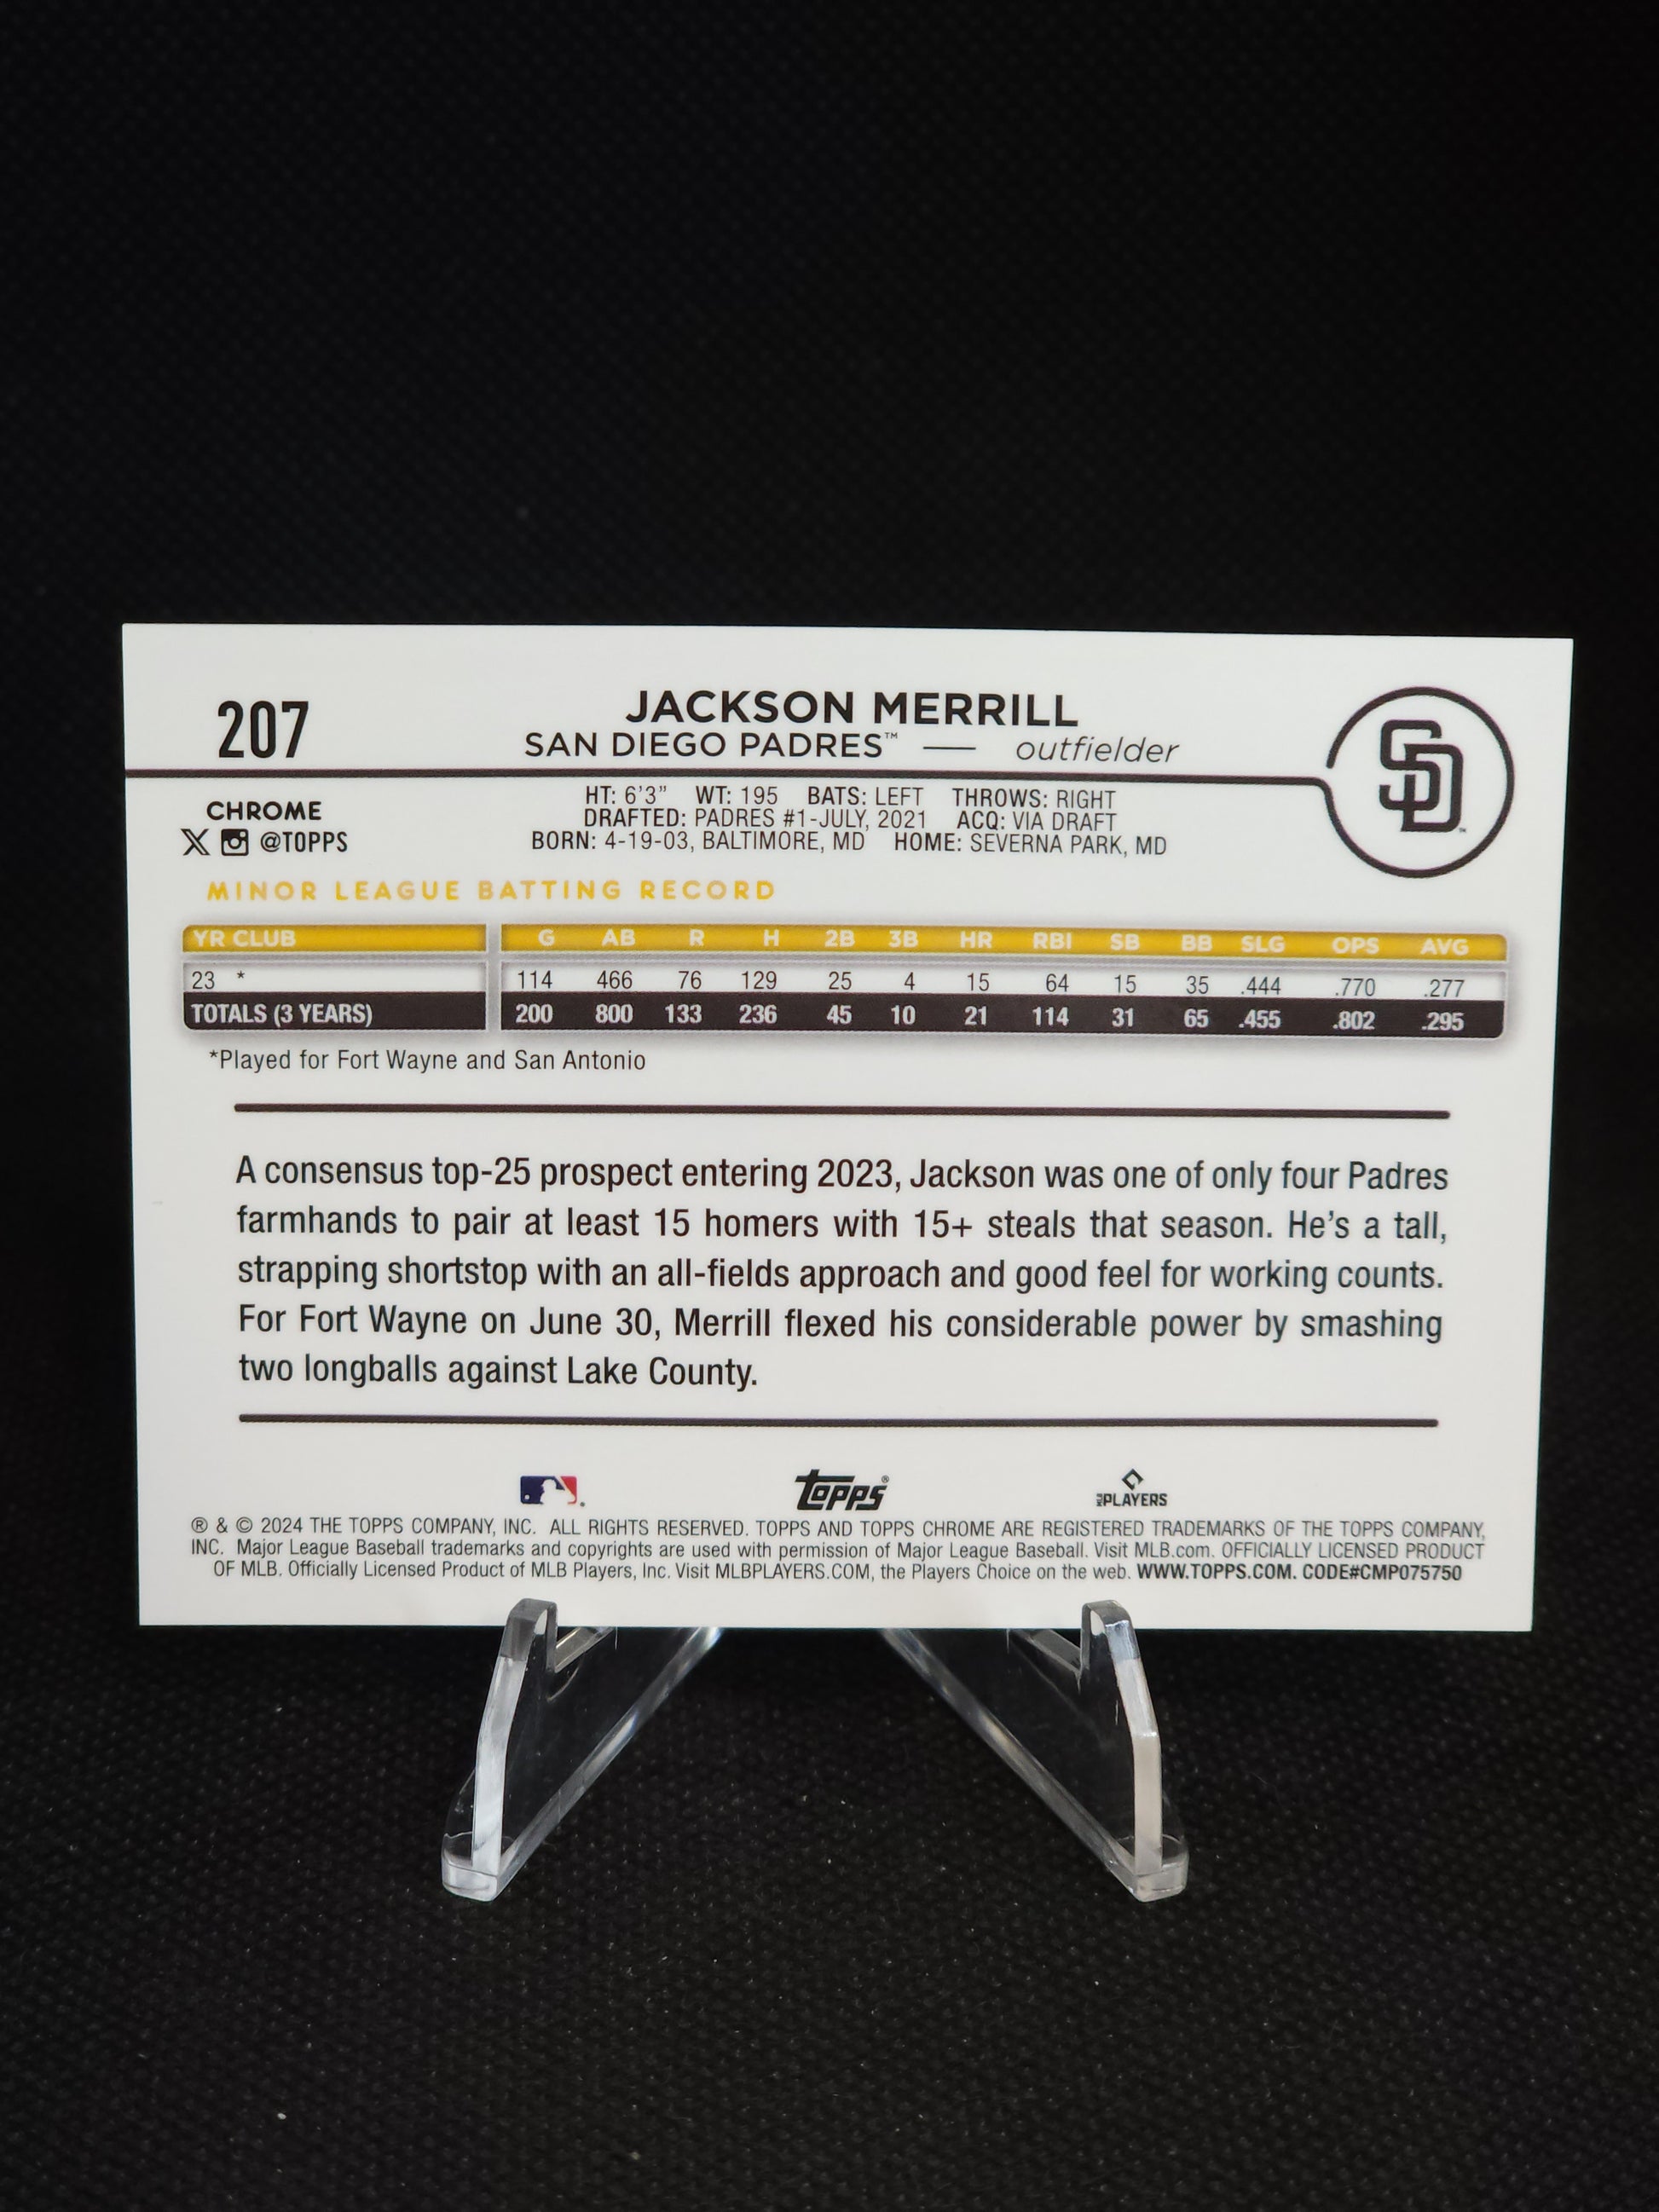 207
JACKSON MERRILL
SAN DIEGO PADRES™ — outfielder
SD
CHROME
X @TOPPS
HT: 6'3" WT: 195 BATS: LEFT THROWS: RIGHT
DRAFTED: PADRES #1-JULY, 2021 ACQ: VIA DRAFT
BORN: 4-19-03, BALTIMORE, MD HOME: SEVERNA PARK, MD
MINOR LEAGUE BATTING RECORD
YR CLUB G AB R H 2B 3B HR RBI SB BB SLG OPS AVG
23 * 114 466 76 129 25 4 15 64 15 35 .444 .770 .277
TOTALS (3 YEARS) 200 800 133 236 45 10 21 114 31 65 .455 .802 .295
*Played for Fort Wayne and San Antonio
A consensus top-25 prospect entering 2023, Jackson was one of only four Padres
farmhands to pair at least 15 homers with 15+ steals that season. He's a tall,
strapping shortstop with an all-fields approach and good feel for working counts.
For Fort Wayne on June 30, Merrill flexed his considerable power by smashing
two longballs against Lake County.
Topps® MLB PLAYERS
® & © 2024 THE TOPPS COMPANY, INC. ALL RIGHTS RESERVED. TOPPS AND TOPPS CHROME ARE REGISTERED TRADEMARKS OF THE TOPPS COMPANY,
INC. Major League Baseball trademarks and copyrights are used with permission of Major League Baseball. Visit MLB.com. OFFICIALLY LICENSED PRODUCT
OF MLB. Officially Licensed Product of MLB Players, Inc. Visit MLBPLAYERS.COM, the Players Choice on the web. WWW.TOPPS.COM. CODE#CMP075750